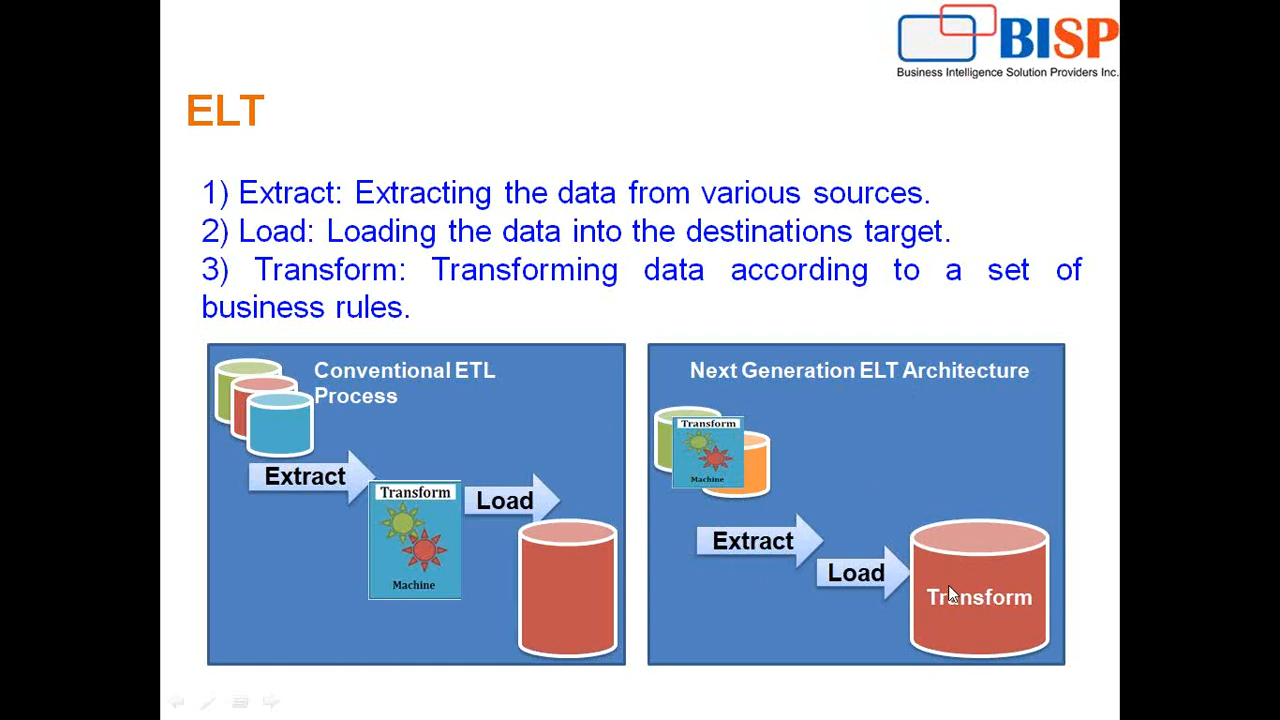 BISP
Business Intelligence Solution Providers Inc.
ELT
1) Extract: Extracting the data from various sources.
2) Load: Loading the data into the destinations target.
3) Transform: Transforming data according to a set of
business rules.
Conventional ETL
Process
Extract
Transform
Machine
Load
Next Generation ELT Architecture
Transform
Machine
Extract
Load
Transform